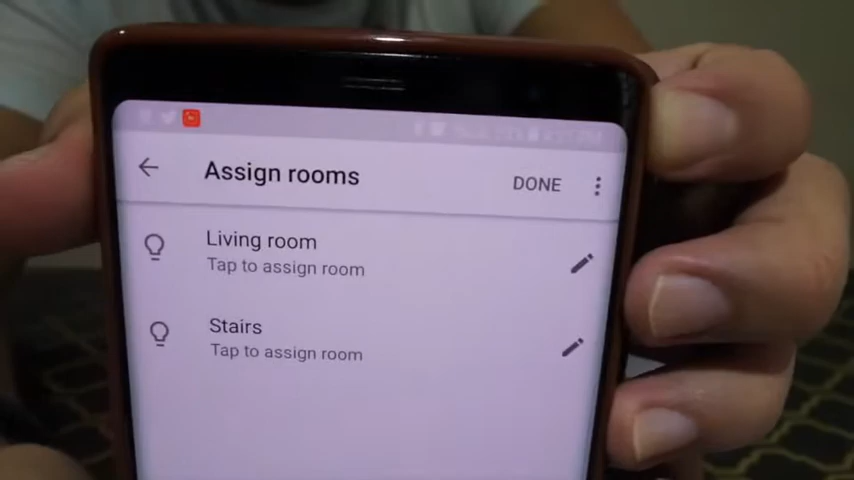 Assign rooms DONE
Living room
Tap to assign room
Stairs
Tap to assign room